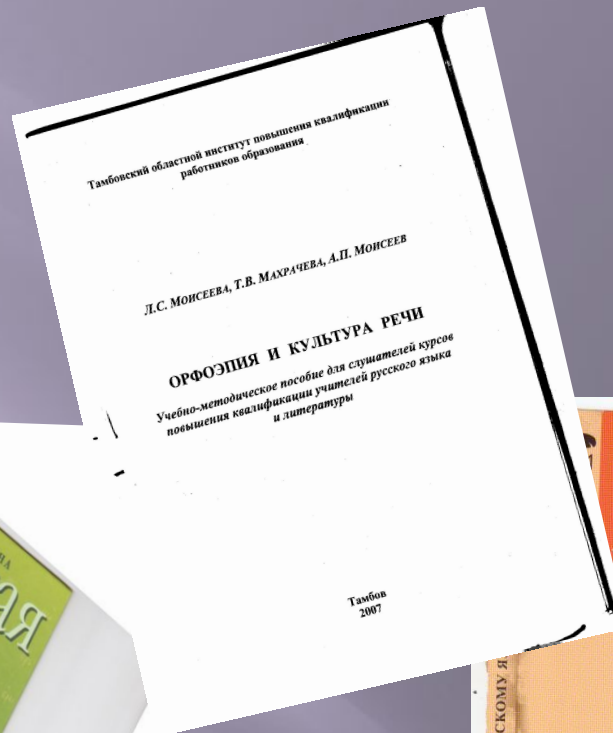 Тамбовский областной институт повышения квалификации
работников образования
Л.С. МОИСЕЕВА, Т.В. МАХРАЧЕВА, А.П. МОИСЕЕВ
ОРФОЭПИЯ И КУЛЬТУРА РЕЧИ
Учебно-методическое пособие для слушателей курсов
повышения квалификации учителей русского языка
и литературы
Тамбов
2007
СКОМУ Я